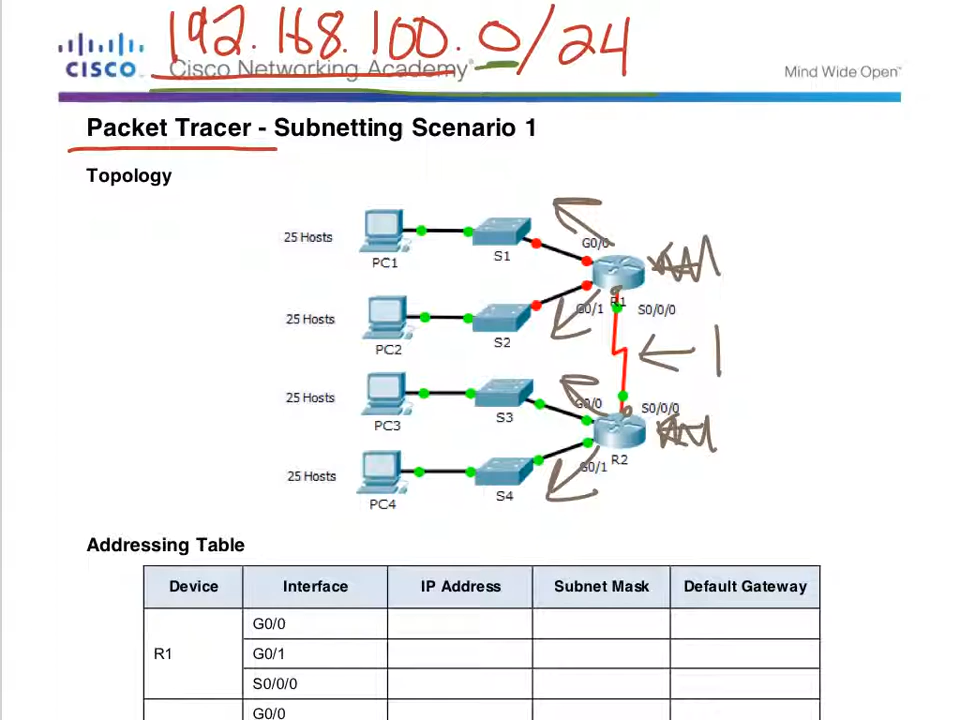 192.168.100.0/24
CISCO Cisco Networking Academy® Mind Wide Open™
Packet Tracer - Subnetting Scenario 1
Topology
25 Hosts
PC1
S1
G0/0
R1
S0/0/0
25 Hosts
PC2
S2
G0/1
25 Hosts
PC3
S3
G0/0
S0/0/0
R2
25 Hosts
PC4
S4
G0/1
Addressing Table
Device Interface IP Address Subnet Mask Default Gateway
R1
G0/0
G0/1
S0/0/0
G0/0